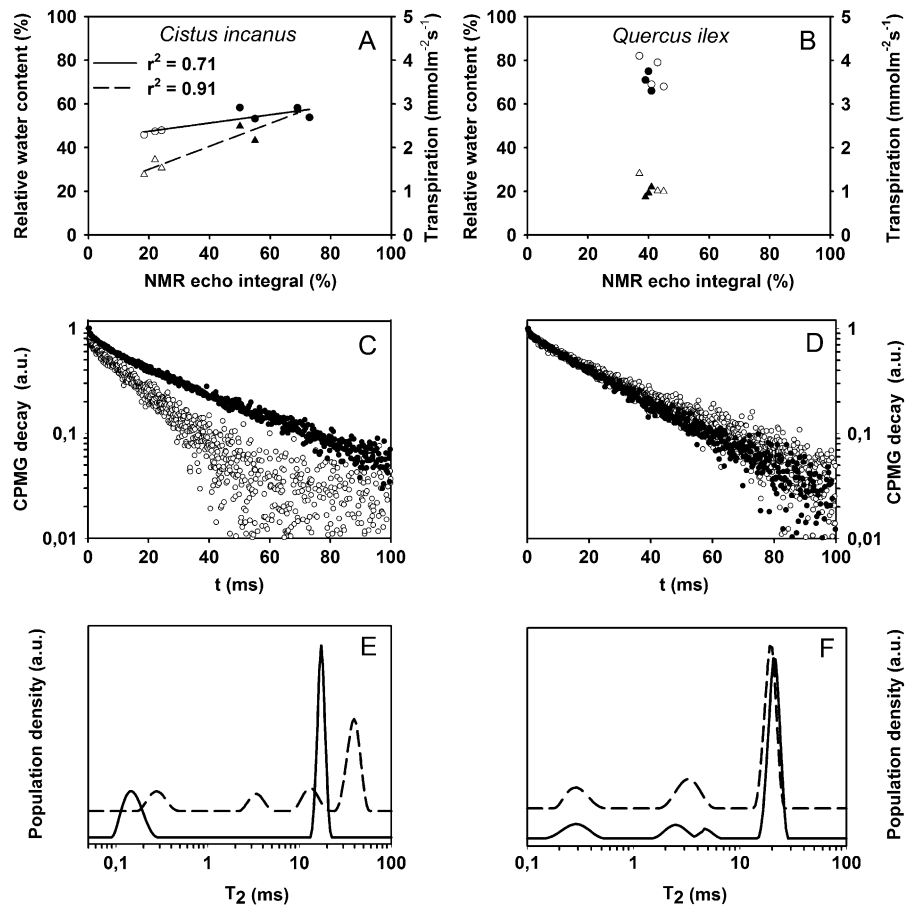 Cistus incanus
A
r² = 0.71
r² = 0.91
Relative water content (%)
100
80
60
40
20
0
Transpiration (mmolm⁻²s⁻¹)
5
4
3
2
1
0
0 20 40 60 80 100
NMR echo integral (%)
Quercus ilex
B
Relative water content (%)
100
80
60
40
20
0
Transpiration (mmolm⁻²s⁻¹)
5
4
3
2
1
0
0 20 40 60 80 100
NMR echo integral (%)
C
CPMG decay (a.u.)
1
0,1
0,01
0 20 40 60 80 100
t (ms)
D
CPMG decay (a.u.)
1
0,1
0,01
0 20 40 60 80 100
t (ms)
E
Population density (a.u.)
0,1 1 10 100
T₂ (ms)
F
Population density (a.u.)
0,1 1 10 100
T₂ (ms)